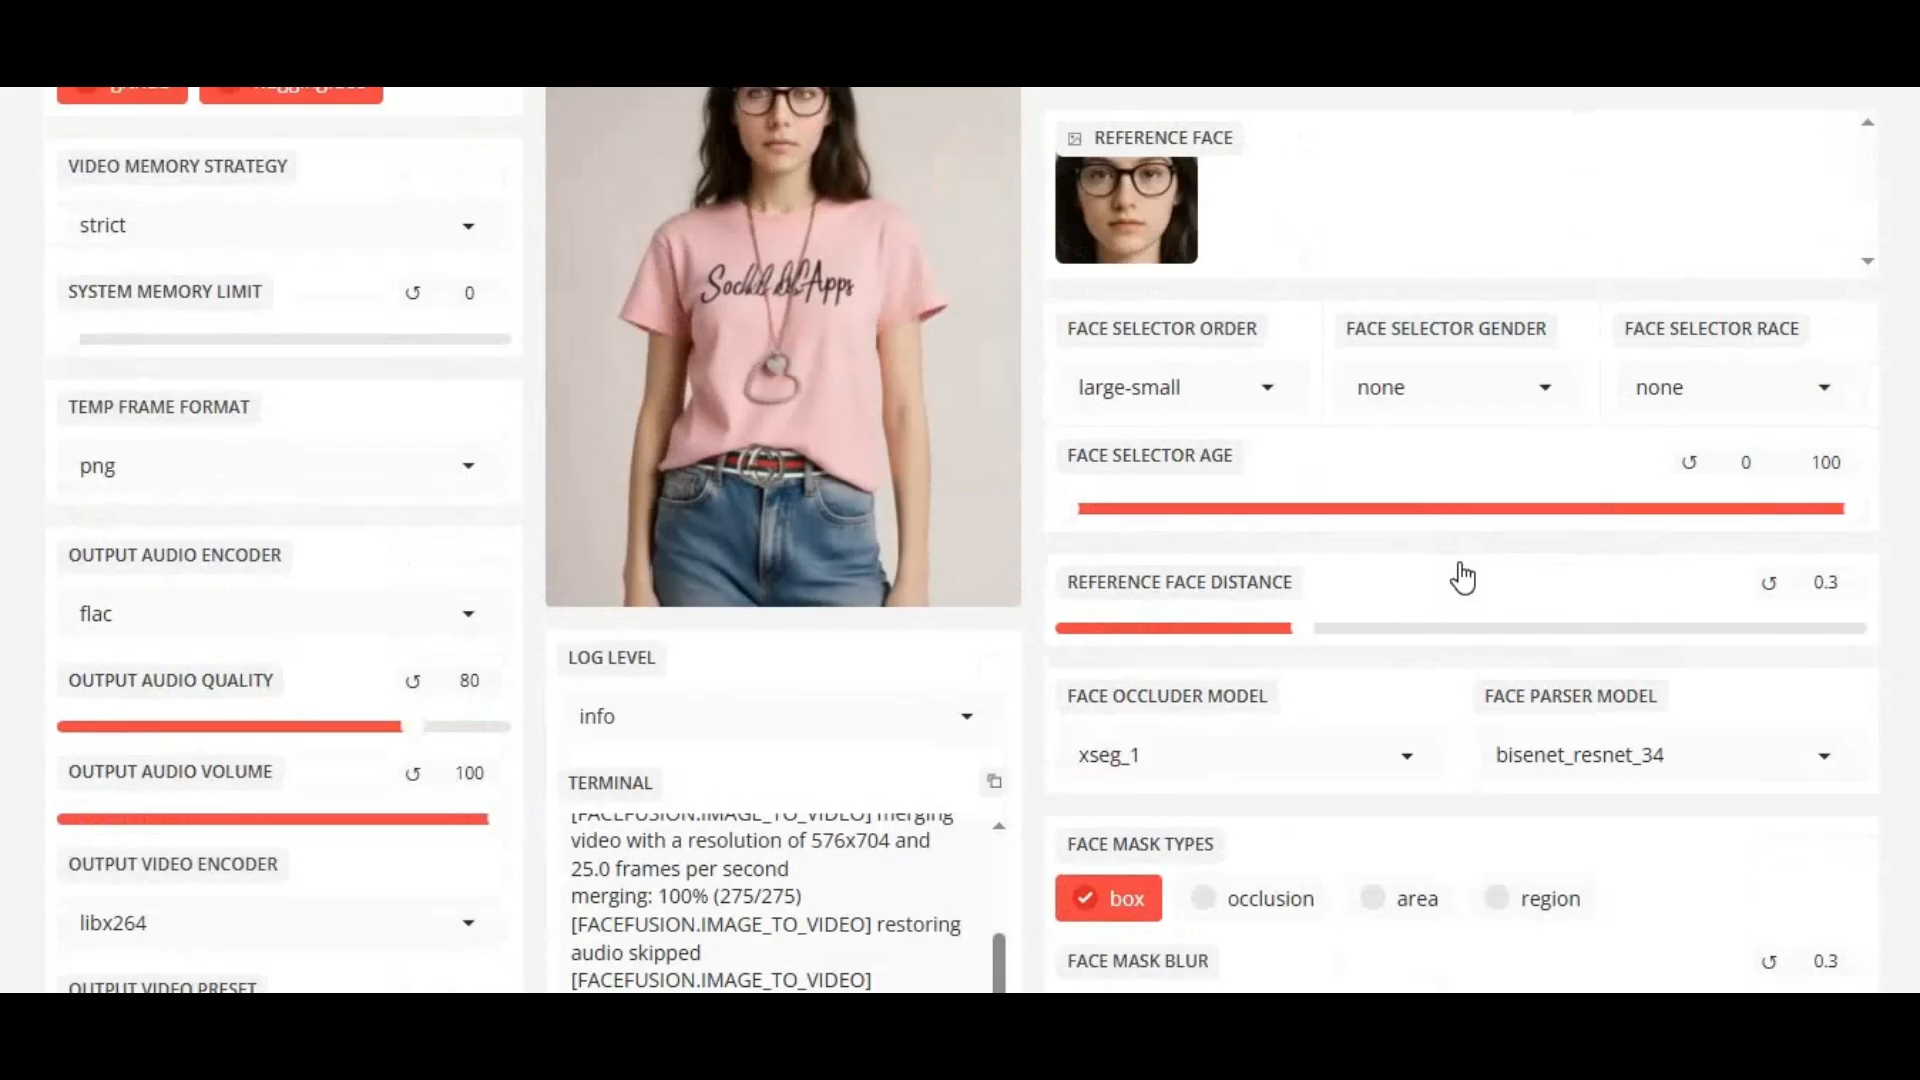 VIDEO MEMORY STRATEGY
strict
SYSTEM MEMORY LIMIT
0
TEMP FRAME FORMAT
png
OUTPUT AUDIO ENCODER
flac
OUTPUT AUDIO QUALITY
80
OUTPUT AUDIO VOLUME
100
OUTPUT VIDEO ENCODER
libx264
OUTPUT VIDEO PRESET
Apps
LOG LEVEL
info
TERMINAL
[FACEFUSION.IMAGE_TO_VIDEO] merging
video with a resolution of 576x704 and
25.0 frames per second
merging: 100% (275/275)
[FACEFUSION.IMAGE_TO_VIDEO] restoring
audio skipped
[FACEFUSION.IMAGE_TO_VIDEO]
REFERENCE FACE
FACE SELECTOR ORDER
large-small
FACE SELECTOR GENDER
none
FACE SELECTOR RACE
none
FACE SELECTOR AGE
0 100
REFERENCE FACE DISTANCE
0.3
FACE OCCLUDER MODEL
xseg_1
FACE PARSER MODEL
bisenet_resnet_34
FACE MASK TYPES
box occlusion area region
FACE MASK BLUR
0.3